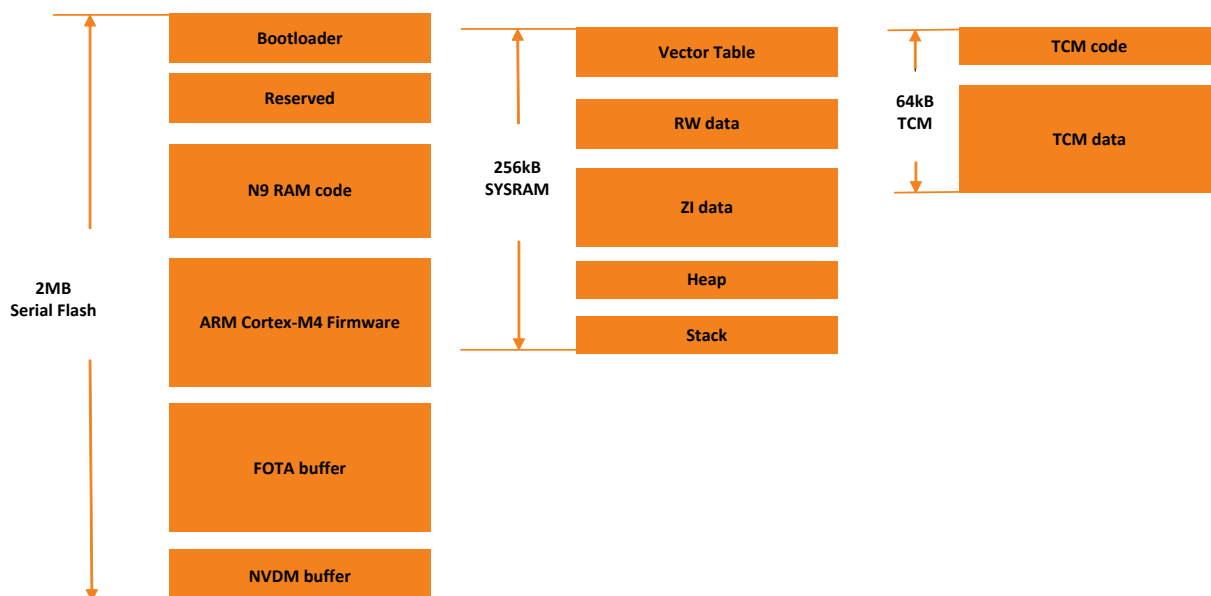 Bootloader
Reserved
N9 RAM code
ARM Cortex-M4 Firmware
FOTA buffer
NVDM buffer
2MB
Serial Flash
Vector Table
RW data
ZI data
Heap
Stack
256kB
SYSRAM
TCM code
TCM data
64kB
TCM